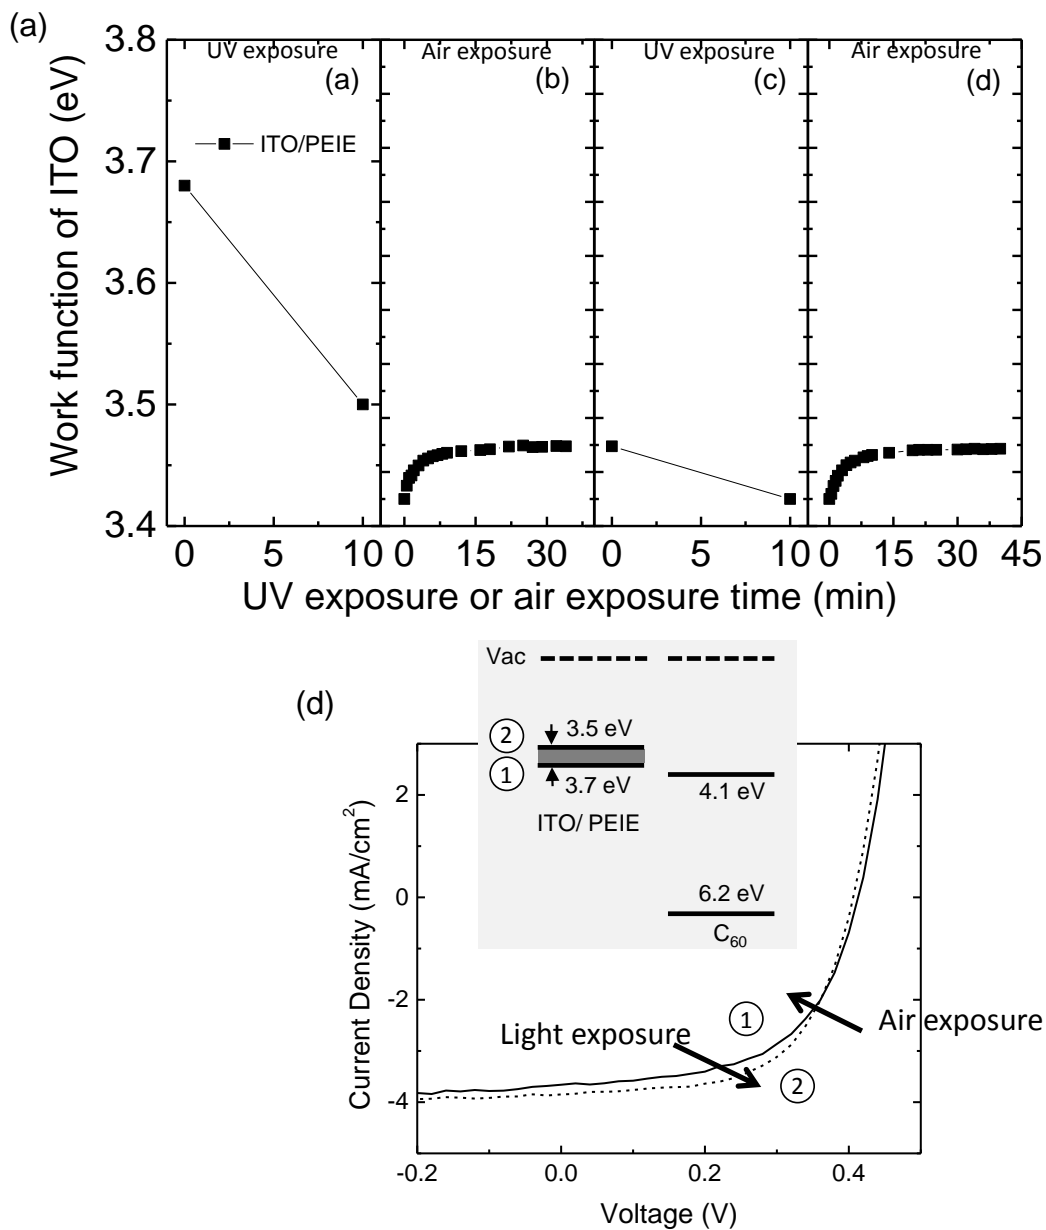 (a)
UV exposure Air exposure UV exposure Air exposure
(a) (b) (c) (d)
ITO/PEIE
Work function of ITO (eV)
3.8
3.7
3.6
3.5
3.4
0 5 10 0 15 30 0 5 10 0 15 30 45
UV exposure or air exposure time (min)
(d)
Vac
2 3.5 eV
1 3.7 eV
4.1 eV
ITO/ PEIE
6.2 eV
C₆₀
Current Density (mA/cm²)
2
0
-2
-4
1
Light exposure
Air exposure
2
-0.2 0.0 0.2 0.4
Voltage (V)